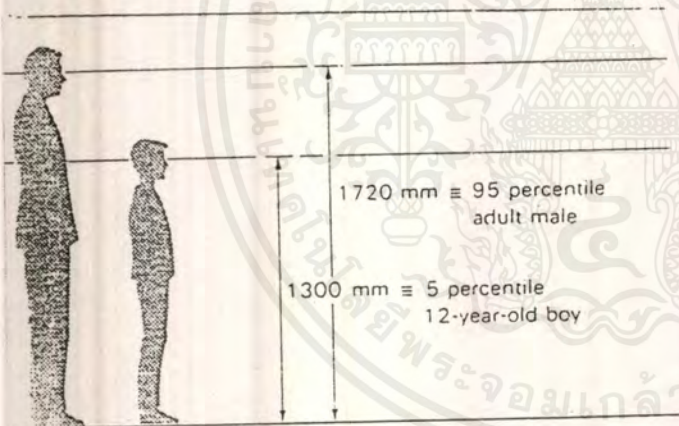 1720 mm ≡ 95 percentile
adult male
1300 mm ≡ 5 percentile
12-year-old boy